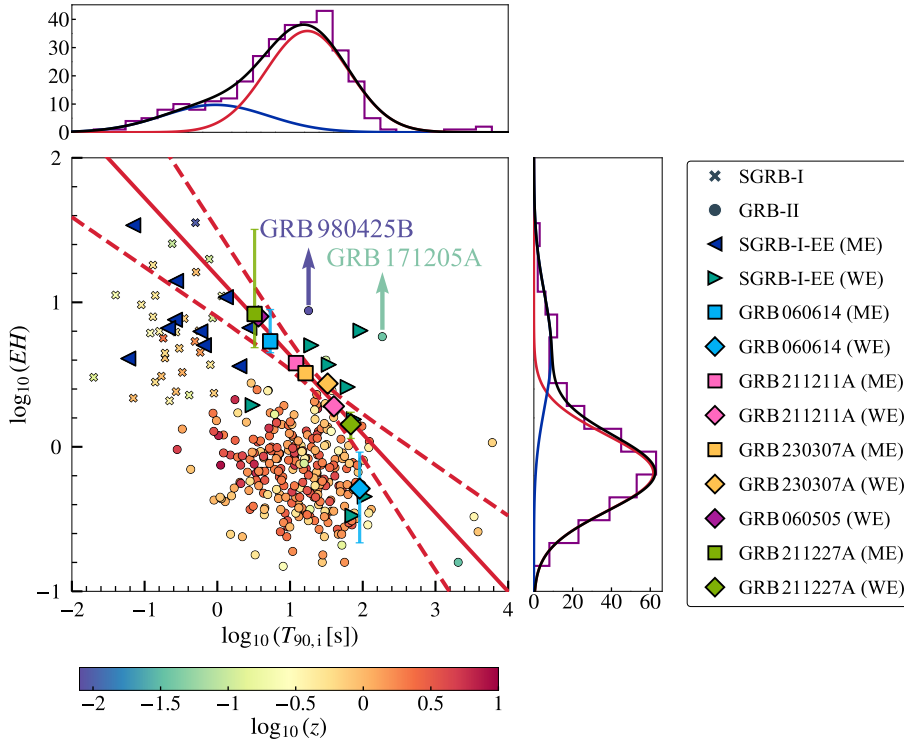 40
30
20
10
0
2
1
0
−1
log₁₀ (EH)
GRB 980425B
GRB 171205A
−2 −1 0 1 2 3 4
log₁₀ (T₉₀,ᵢ [s])
0 20 40 60
SGRB-I
GRB-II
SGRB-I-EE (ME)
SGRB-I-EE (WE)
GRB 060614 (ME)
GRB 060614 (WE)
GRB 211211A (ME)
GRB 211211A (WE)
GRB 230307A (ME)
GRB 230307A (WE)
GRB 060505 (WE)
GRB 211227A (ME)
GRB 211227A (WE)
−2 −1.5 −1 −0.5 0 0.5 1
log₁₀ (z)